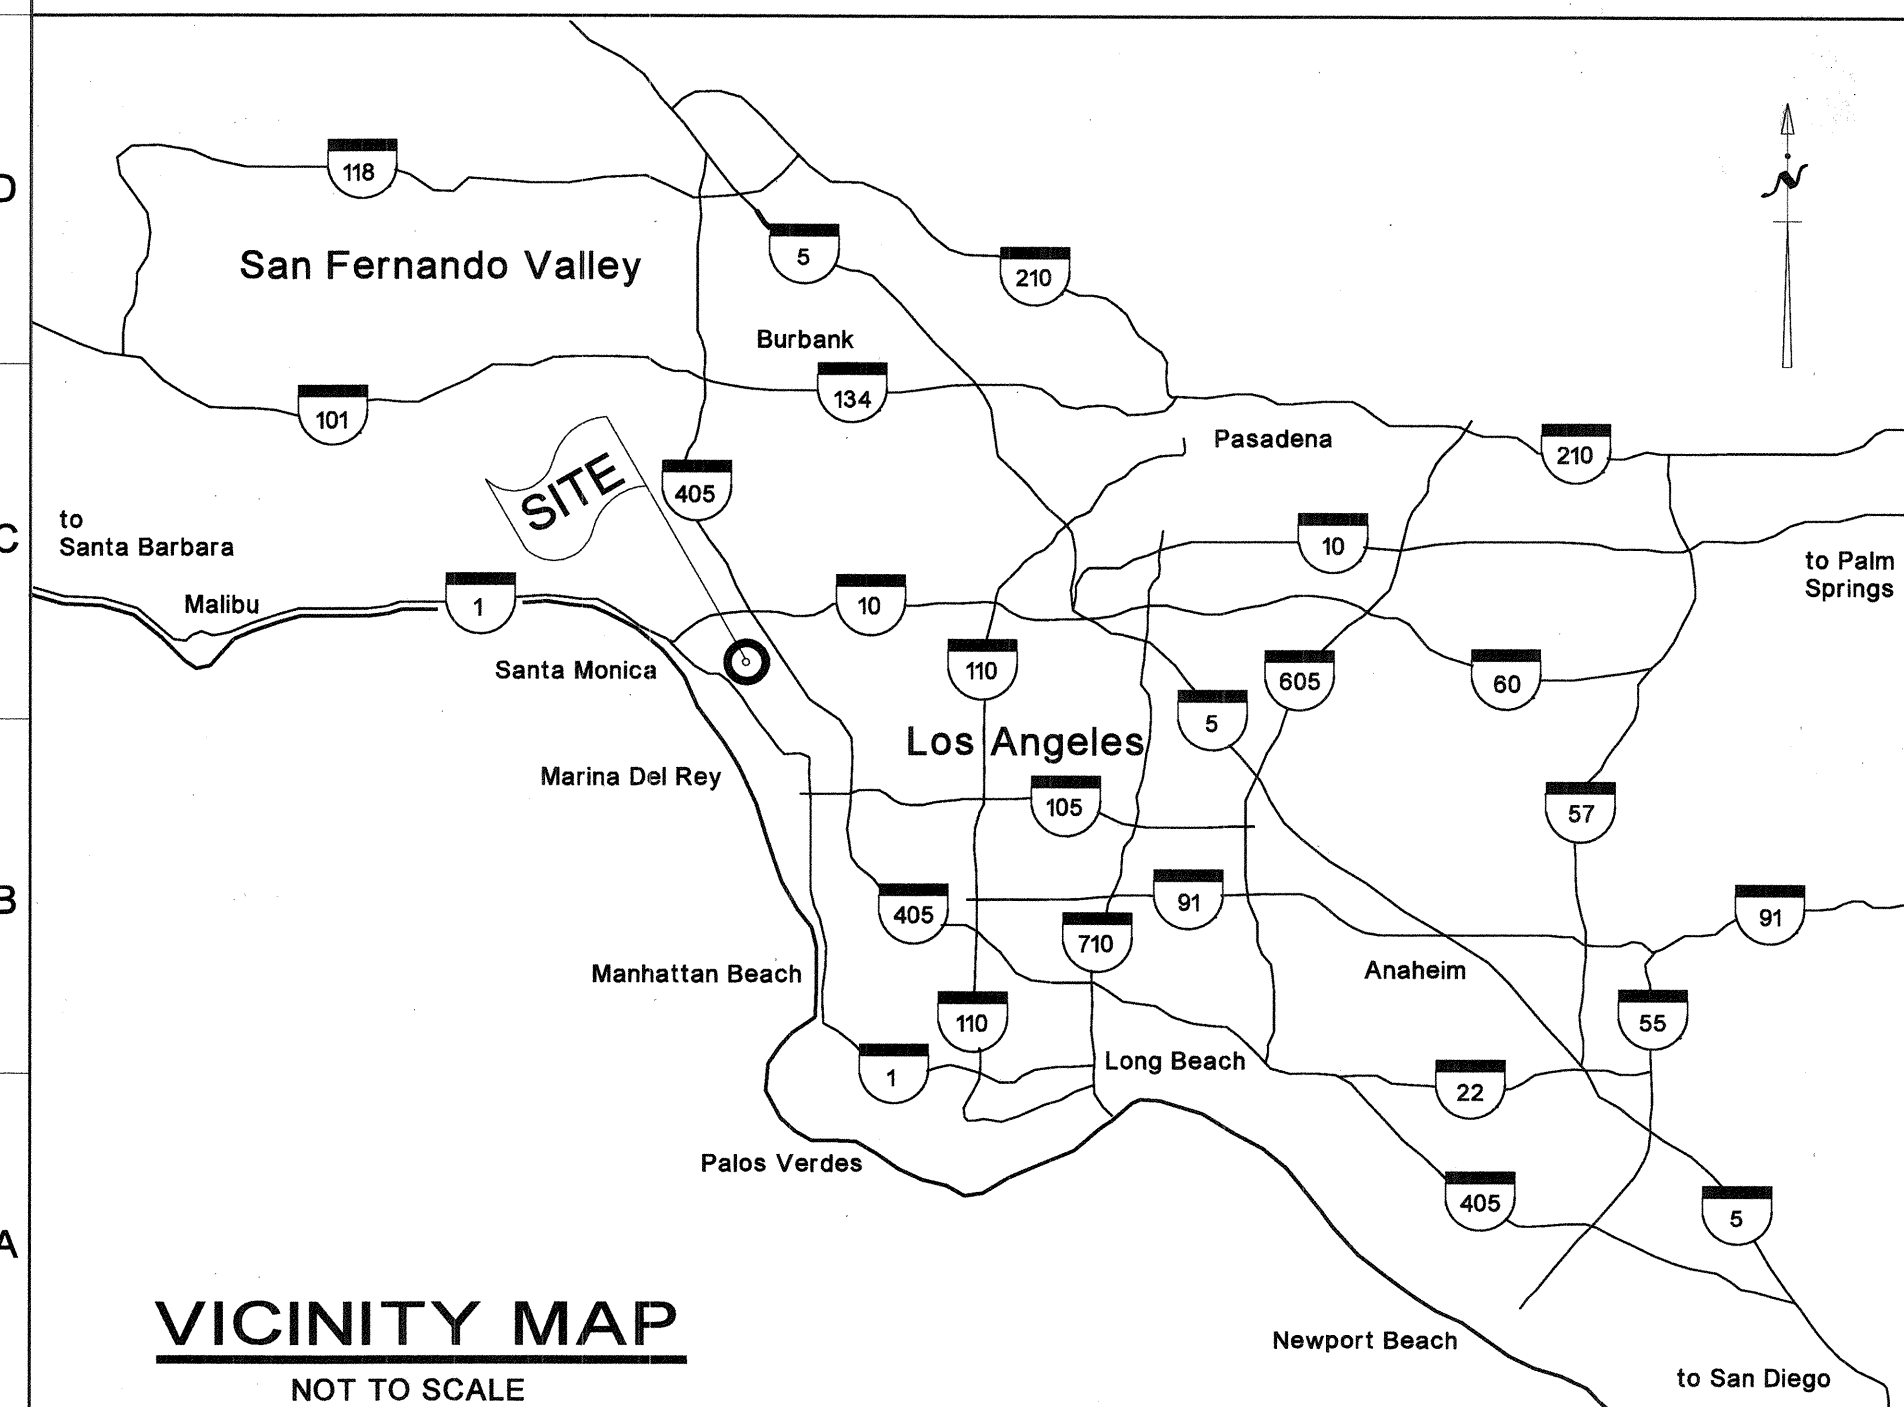 D
118
San Fernando Valley
5
210
N
Burbank
134
101
Pasadena
210
SITE
405
C
to
Santa Barbara
10
to Palm
Springs
Malibu
1
10
Santa Monica
110
605
60
5
Los Angeles
Marina Del Rey
105
57
B
405
91
91
710
Manhattan Beach
Anaheim
110
55
Long Beach
1
22
Palos Verdes
405
5
A
VICINITY MAP
Newport Beach
NOT TO SCALE
to San Diego